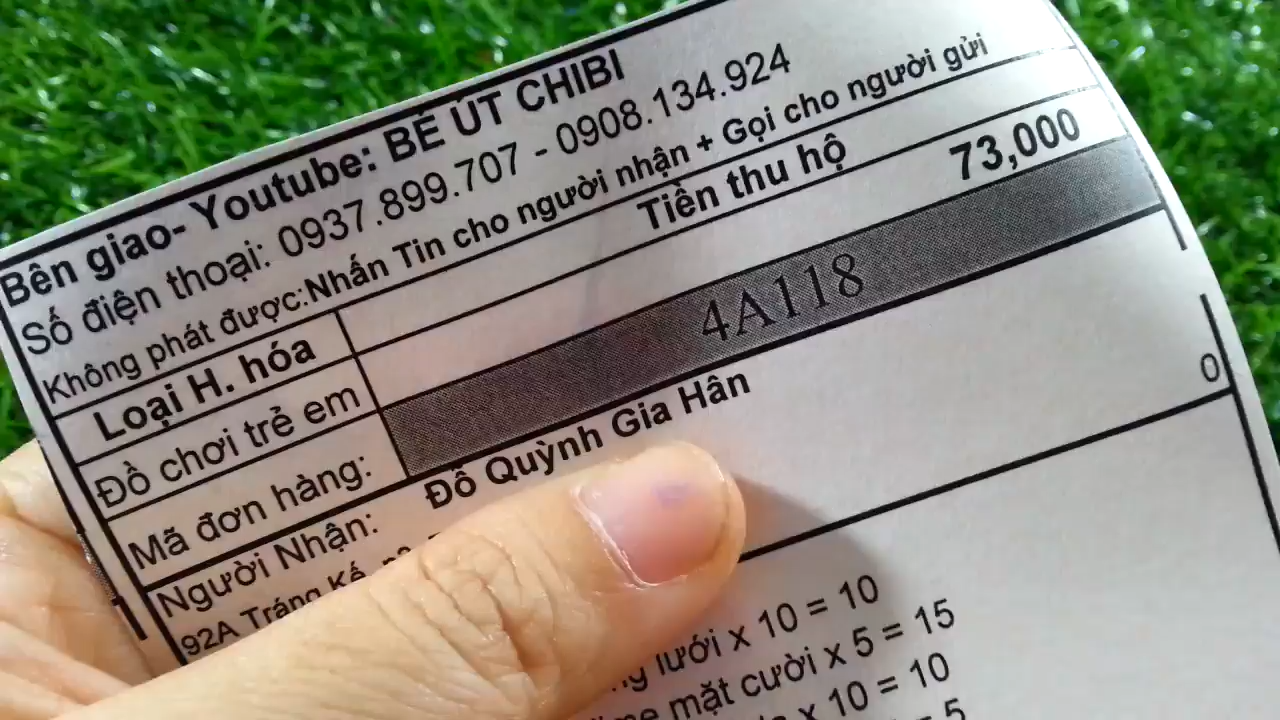 Bên giao- Youtube: BÉ ÚT CHIBI
Số điện thoại: 0937.899.707 - 0908.134.924
Không phát được:Nhắn Tin cho người nhận + Gọi cho người gửi
Loại H. hóa Tiền thu hộ
Đồ chơi trẻ em 73,000
Mã đơn hàng: 4A118
Người Nhận: Đỗ Quỳnh Gia Hân
92A Tráng Kế
0
lưới x 10 = 10
mặt cười x 5 = 15
x 10 = 10
= 5